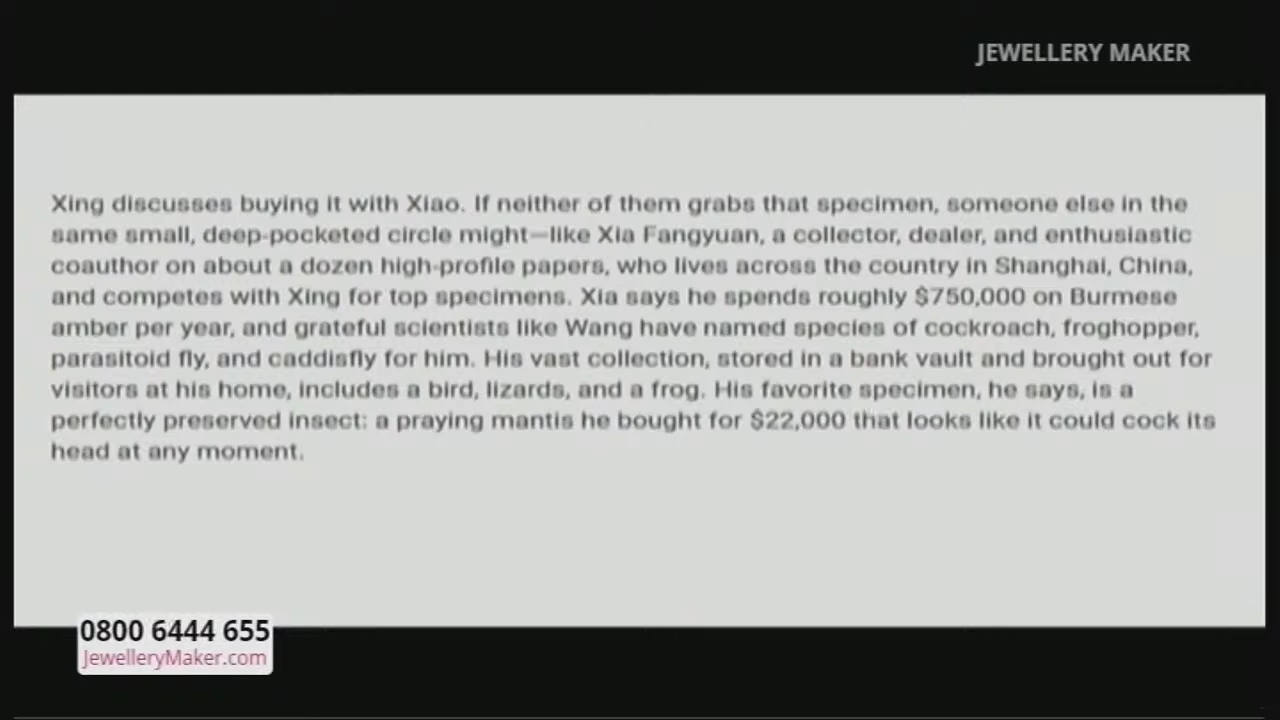 JEWELLERY MAKER
Xing discusses buying it with Xiao. If neither of them grabs that specimen, someone else in the
same small, deep-pocketed circle might—like Xia Fangyuan, a collector, dealer, and enthusiastic
coauthor on about a dozen high-profile papers, who lives across the country in Shanghai, China,
and competes with Xing for top specimens. Xia says he spends roughly $750,000 on Burmese
amber per year, and grateful scientists like Wang have named species of cockroach, froghopper,
parasitoid fly, and caddisfly for him. His vast collection, stored in a bank vault and brought out for
visitors at his home, includes a bird, lizards, and a frog. His favorite specimen, he says, is a
perfectly preserved insect: a praying mantis he bought for $22,000 that looks like it could cock its
head at any moment.
0800 6444 655
JewelleryMaker.com